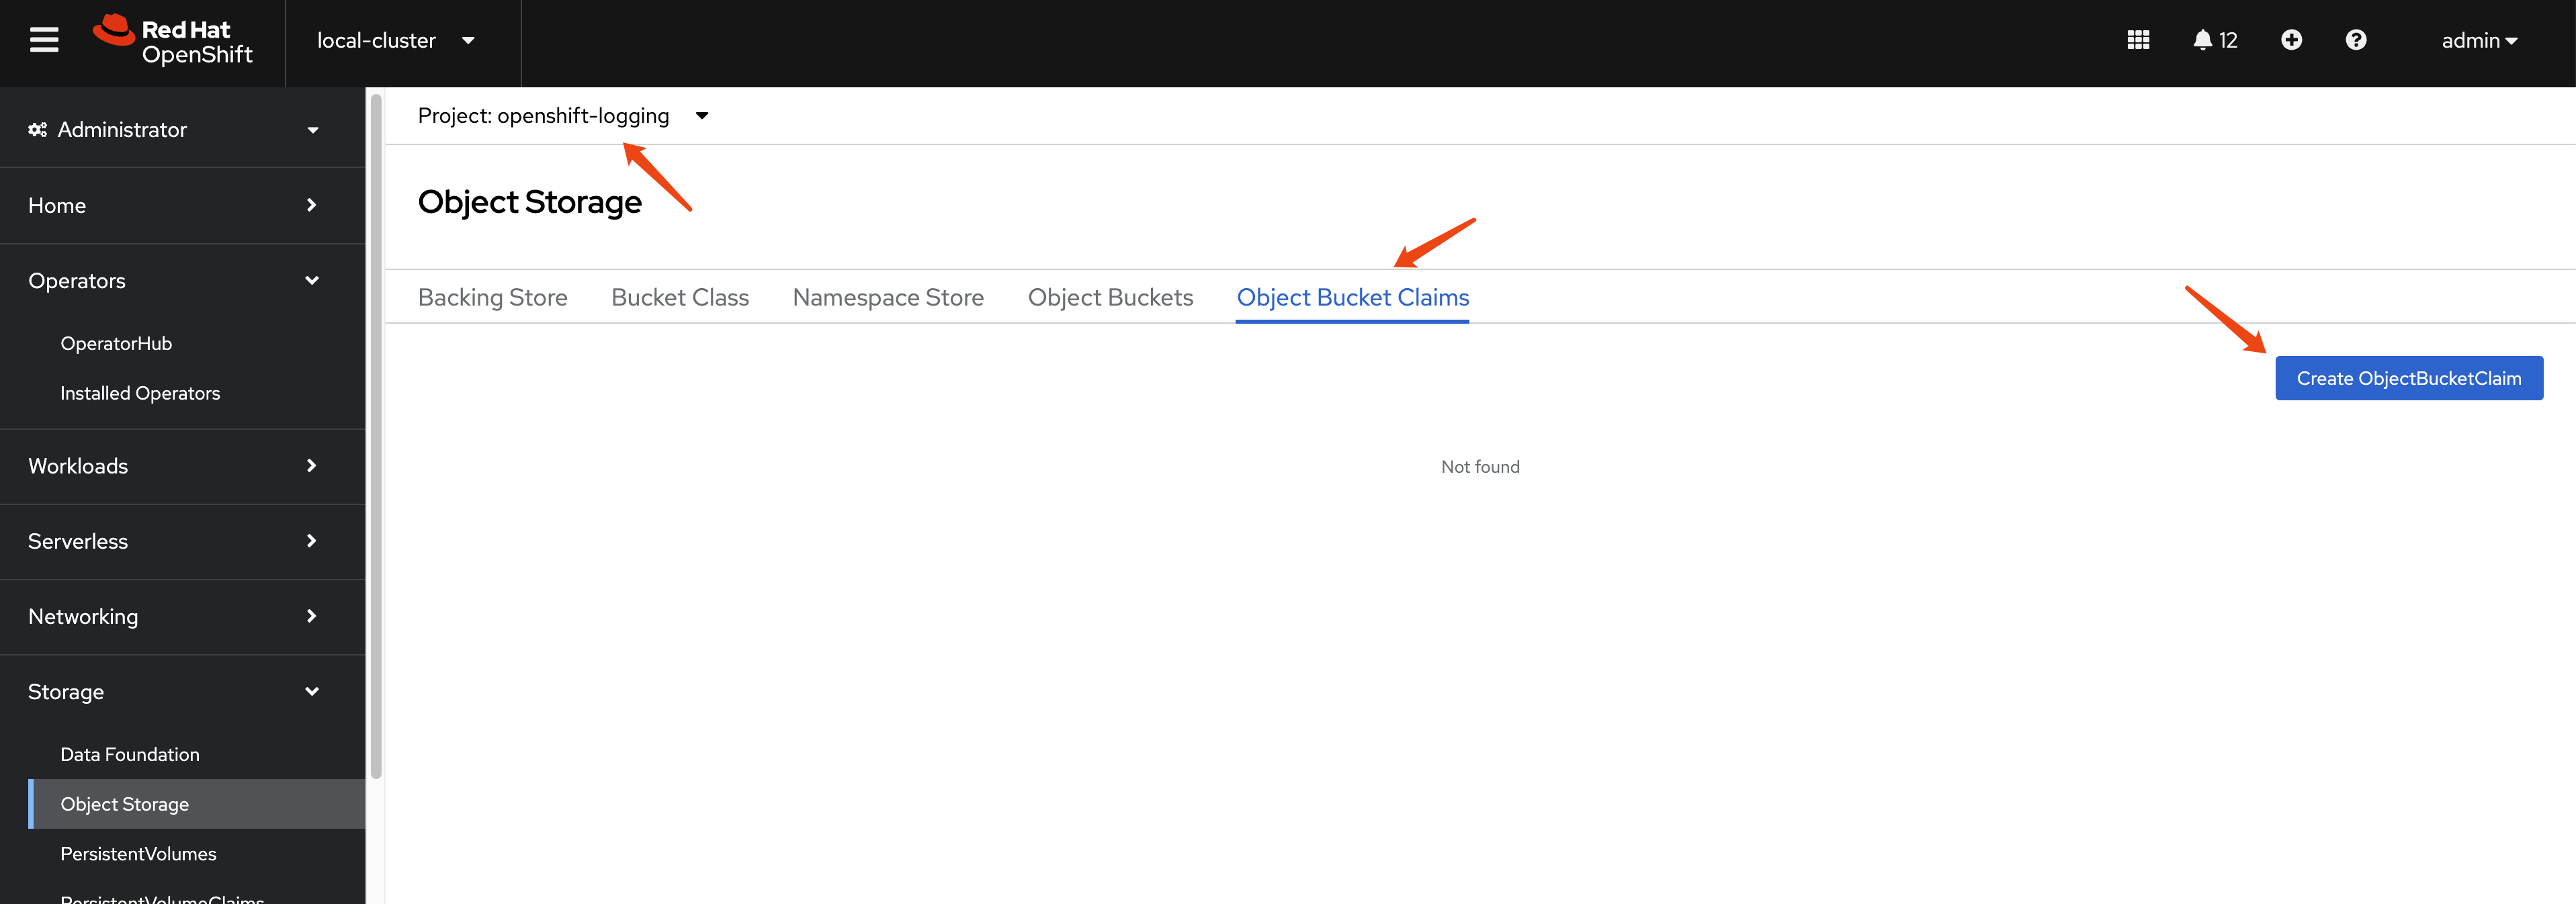 Red Hat
OpenShift
local-cluster
12
admin
Administrator
Home
Operators
OperatorHub
Installed Operators
Workloads
Serverless
Networking
Storage
Data Foundation
Object Storage
PersistentVolumes
PersistentVolumeClaims
Project: openshift-logging
Object Storage
Backing Store Bucket Class Namespace Store Object Buckets Object Bucket Claims
Create ObjectBucketClaim
Not found